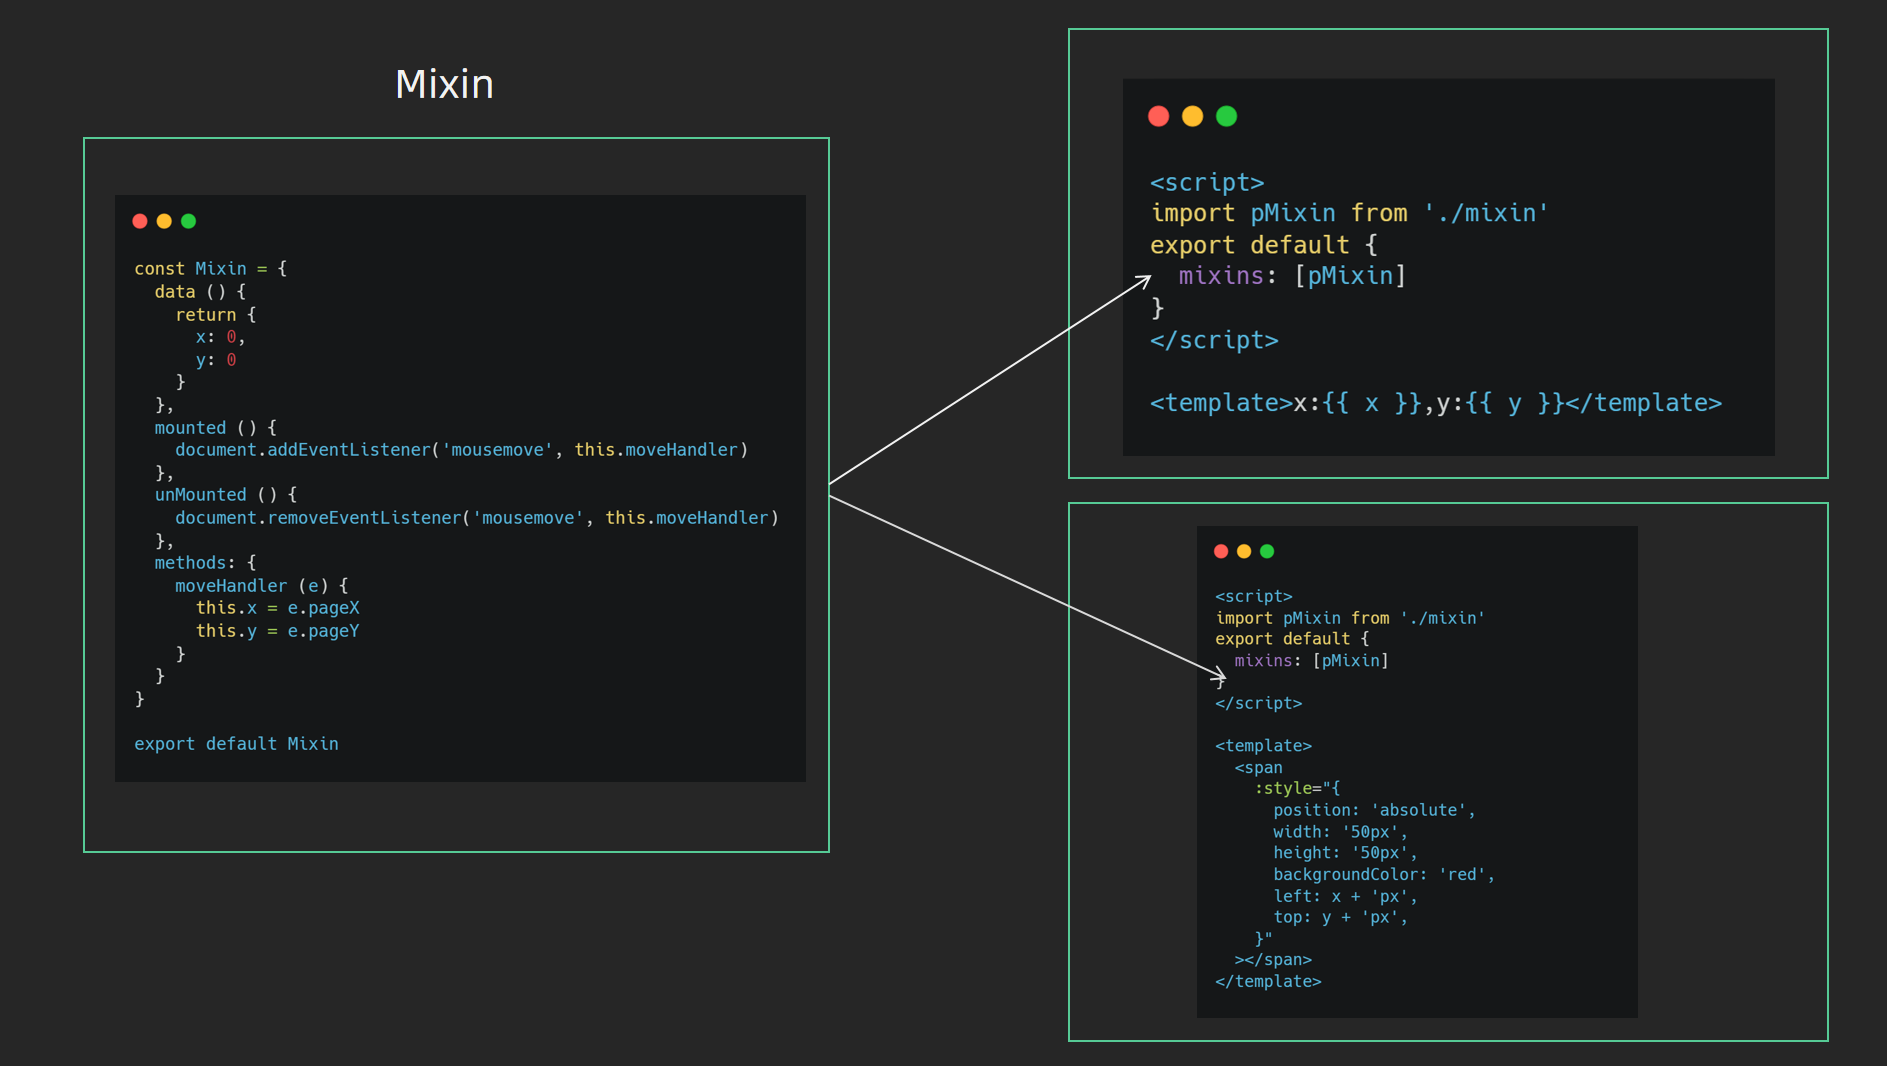 Mixin
const Mixin = {
  data () {
    return {
      x: 0,
      y: 0
    }
  },
  mounted () {
    document.addEventListener('mousemove', this.moveHandler)
  },
  unMounted () {
    document.removeEventListener('mousemove', this.moveHandler)
  },
  methods: {
    moveHandler (e) {
      this.x = e.pageX
      this.y = e.pageY
    }
  }
}
export default Mixin
<script>
import pMixin from './mixin'
export default {
  mixins: [pMixin]
}
</script>
<template>x:{{ x }},y:{{ y }}</template>
<script>
import pMixin from './mixin'
export default {
  mixins: [pMixin]
}
</script>
<template>
  <span
    :style="{
      position: 'absolute',
      width: '50px',
      height: '50px',
      backgroundColor: 'red',
      left: x + 'px',
      top: y + 'px',
    }"
  ></span>
</template>